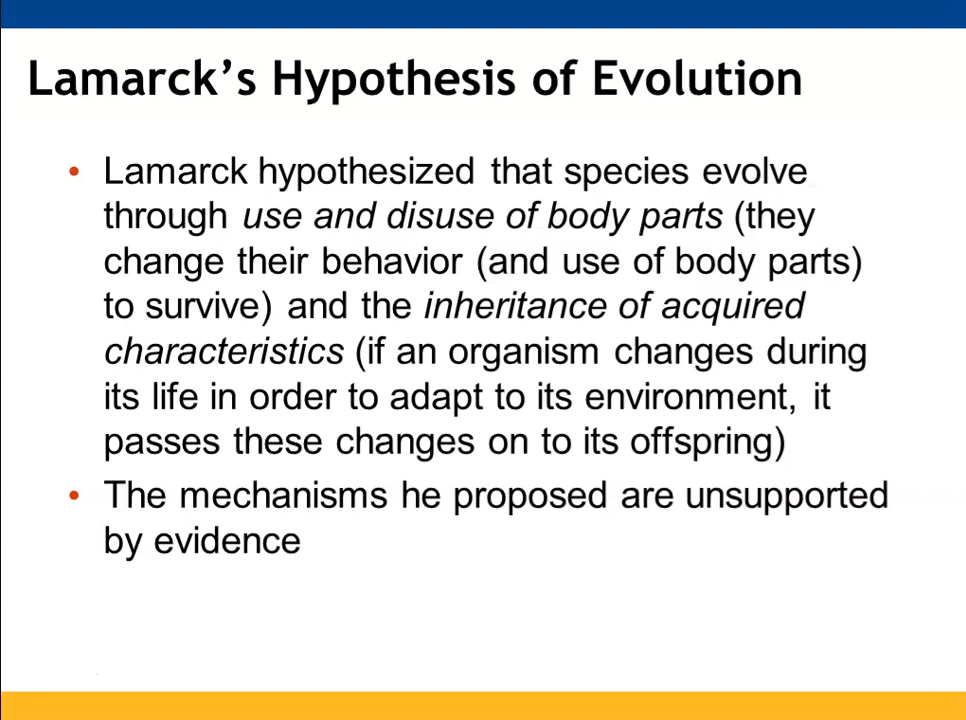 Lamarck’s Hypothesis of Evolution
• Lamarck hypothesized that species evolve
through use and disuse of body parts (they
change their behavior (and use of body parts)
to survive) and the inheritance of acquired
characteristics (if an organism changes during
its life in order to adapt to its environment, it
passes these changes on to its offspring)
• The mechanisms he proposed are unsupported
by evidence